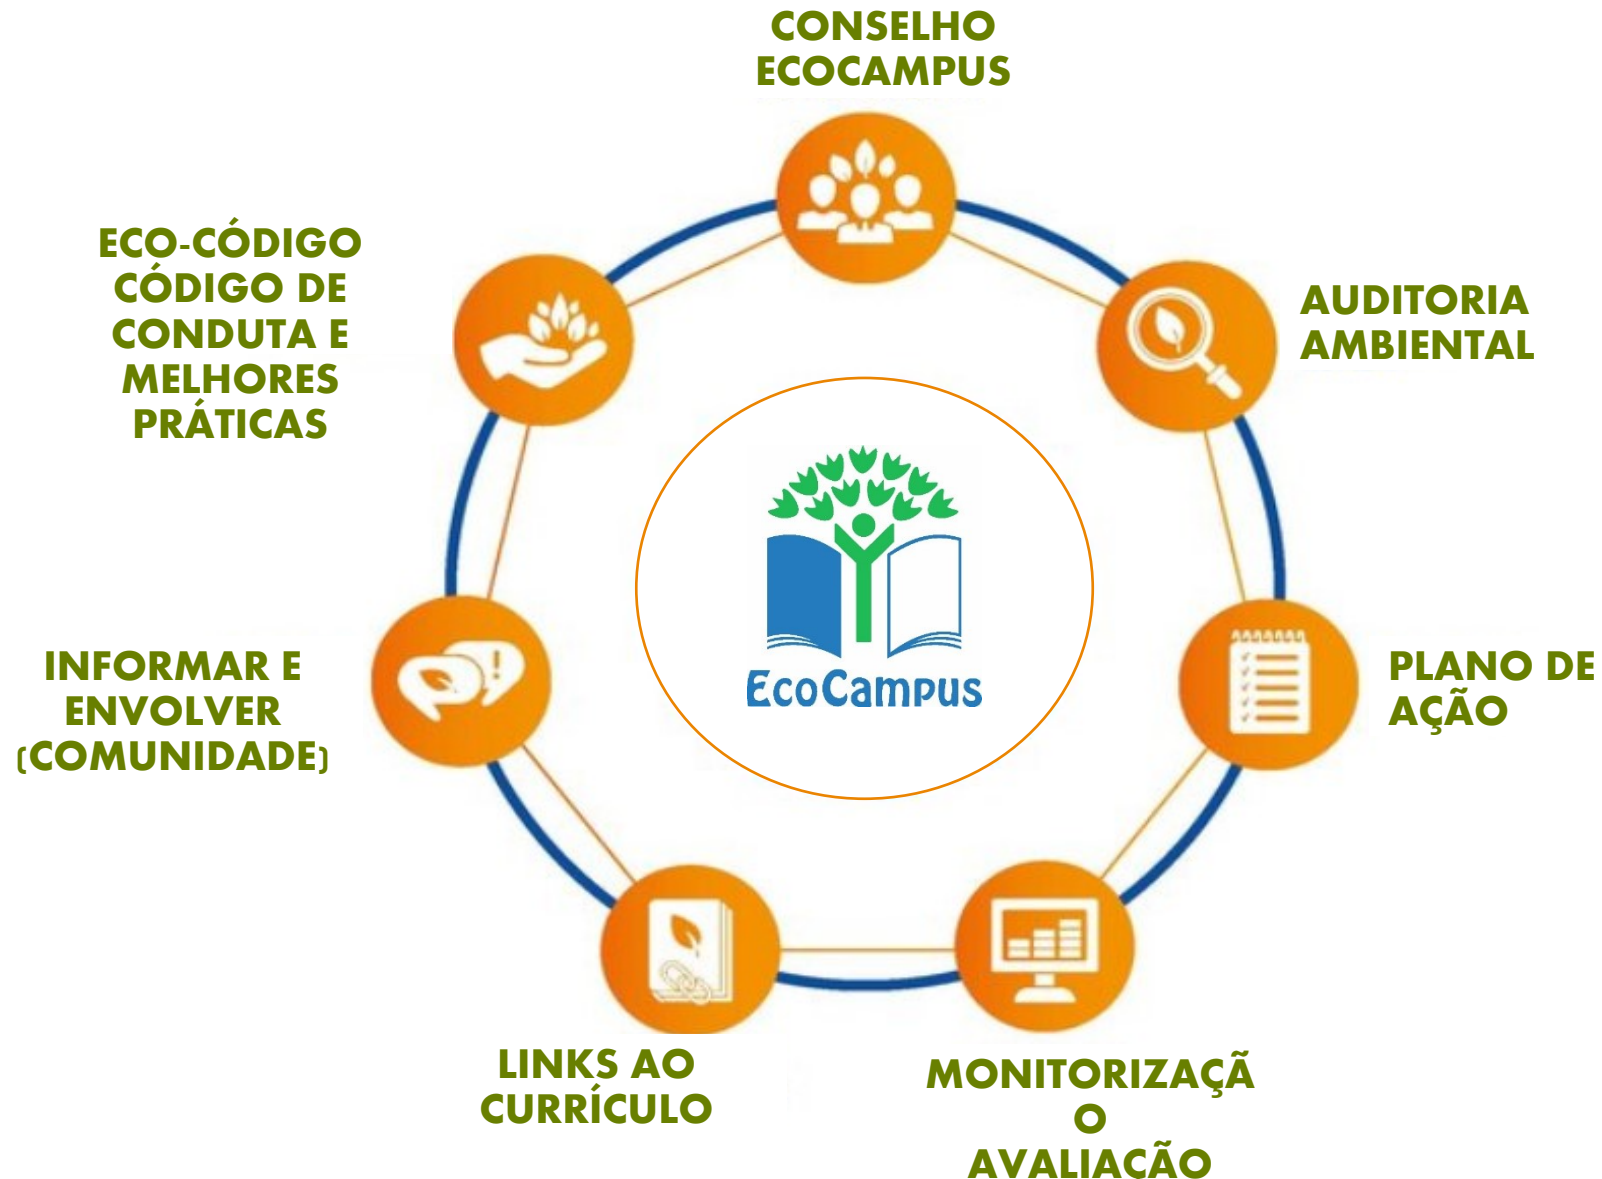 CONSELHO
ECOCAMPUS
AUDITORIA
AMBIENTAL
PLANO DE
AÇÃO
MONITORIZAÇÃ
O
AVALIAÇÃO
LINKS AO
CURRÍCULO
INFORMAR E
ENVOLVER
(COMUNIDADE)
ECO-CÓDIGO
CÓDIGO DE
CONDUTA E
MELHORES
PRÁTICAS
EcoCampus